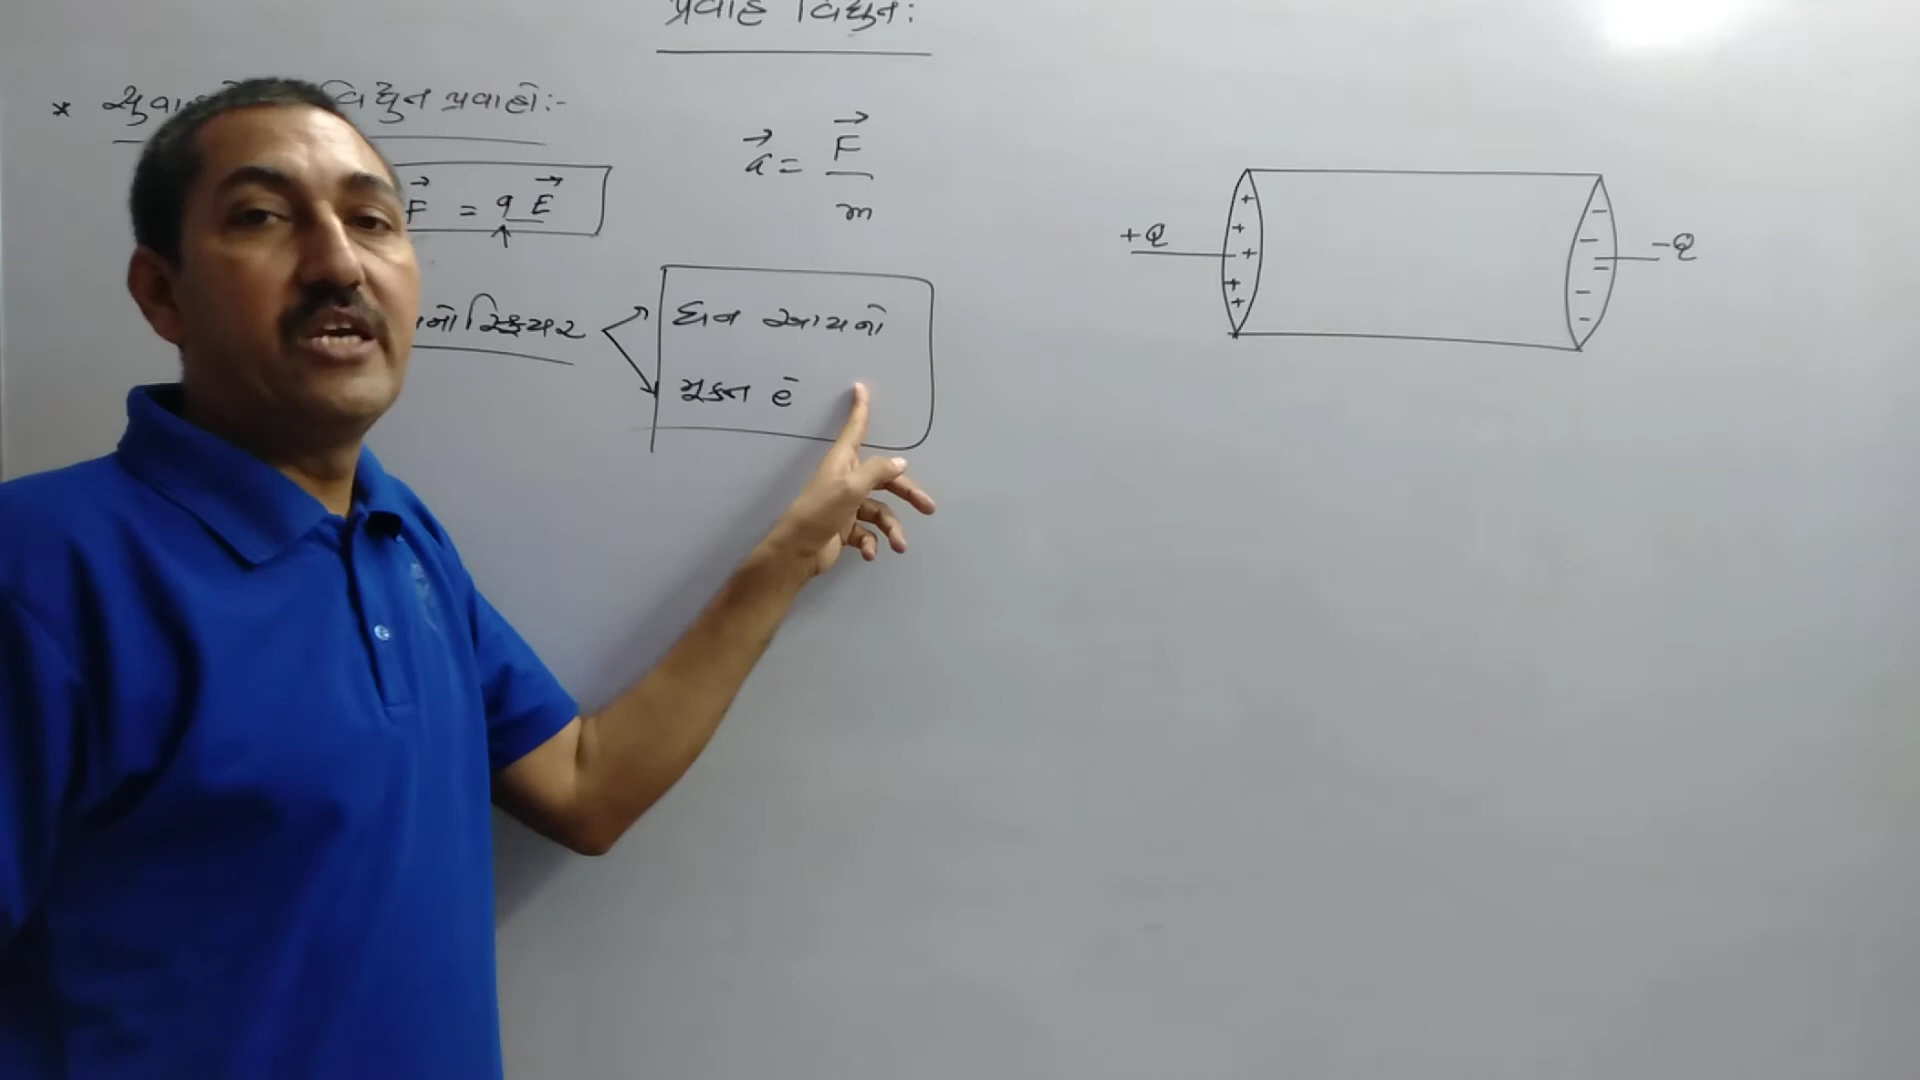 પ્રવાહ વિદ્યુત:
* વિદ્યુત પ્રવાહો:-
F = q E
a = F / m
ધન આયનો
મુક્ત e
+Q
-Q
+ + + + +
- - - - -